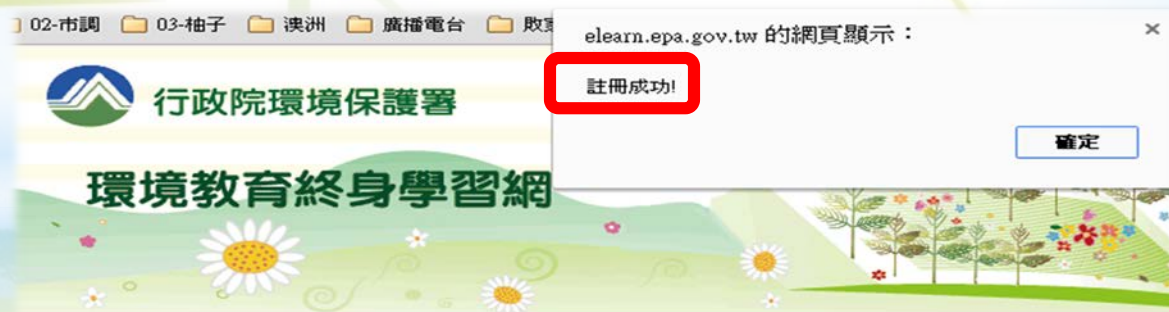 02-市調 03-柚子 澳洲 廣播電台
elearn.epa.gov.tw 的網頁顯示：
註冊成功!
確定
行政院環境保護署
環境教育終身學習網